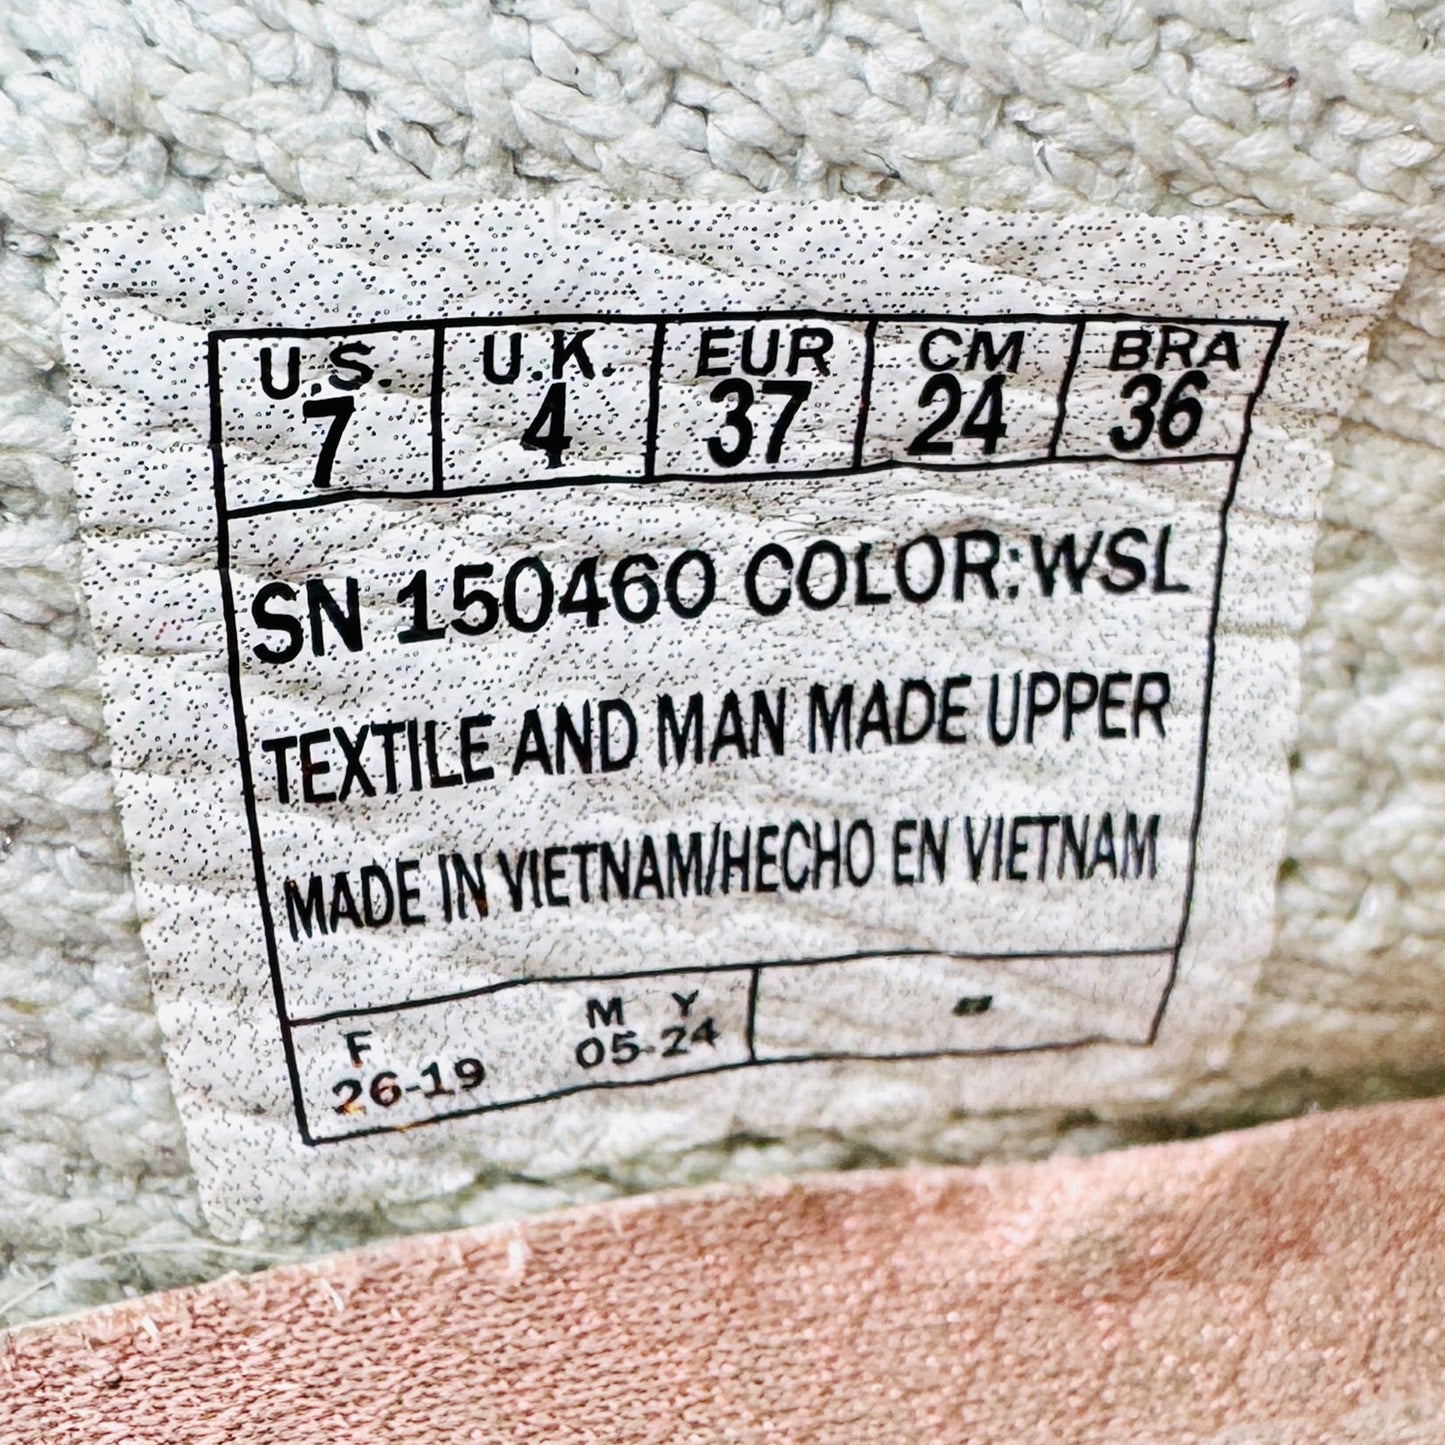 U.S. U.K. EUR CM BRA
7 4 37 24 36
SN 150460 COLOR:WSL
TEXTILE AND MAN MADE UPPER
MADE IN VIETNAM/HECHO EN VIETNAM
F M Y
26-19 05-24